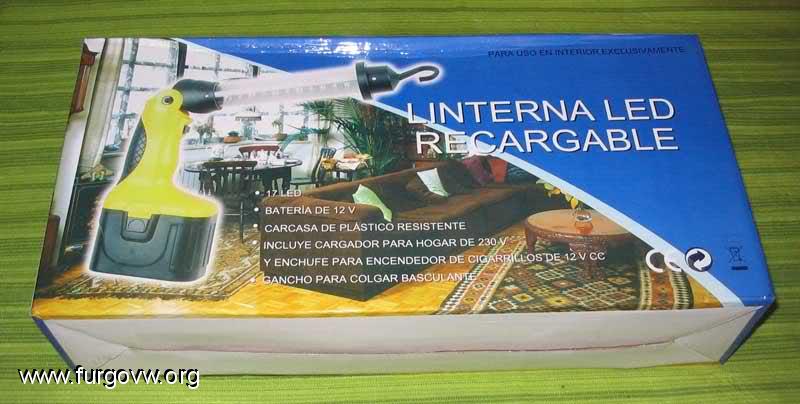 PARA USO EN INTERIOR EXCLUSIVAMENTE
LINTERNA LED
RECARGABLE
• 17 LED
• BATERÍA DE 12 V
• CARCASA DE PLÁSTICO RESISTENTE
• INCLUYE CARGADOR PARA HOGAR DE 230 V
Y ENCHUFE PARA ENCENDEDOR DE CIGARRILLOS DE 12 V CC
• GANCHO PARA COLGAR BASCULANTE
CE
www.furgovw.org